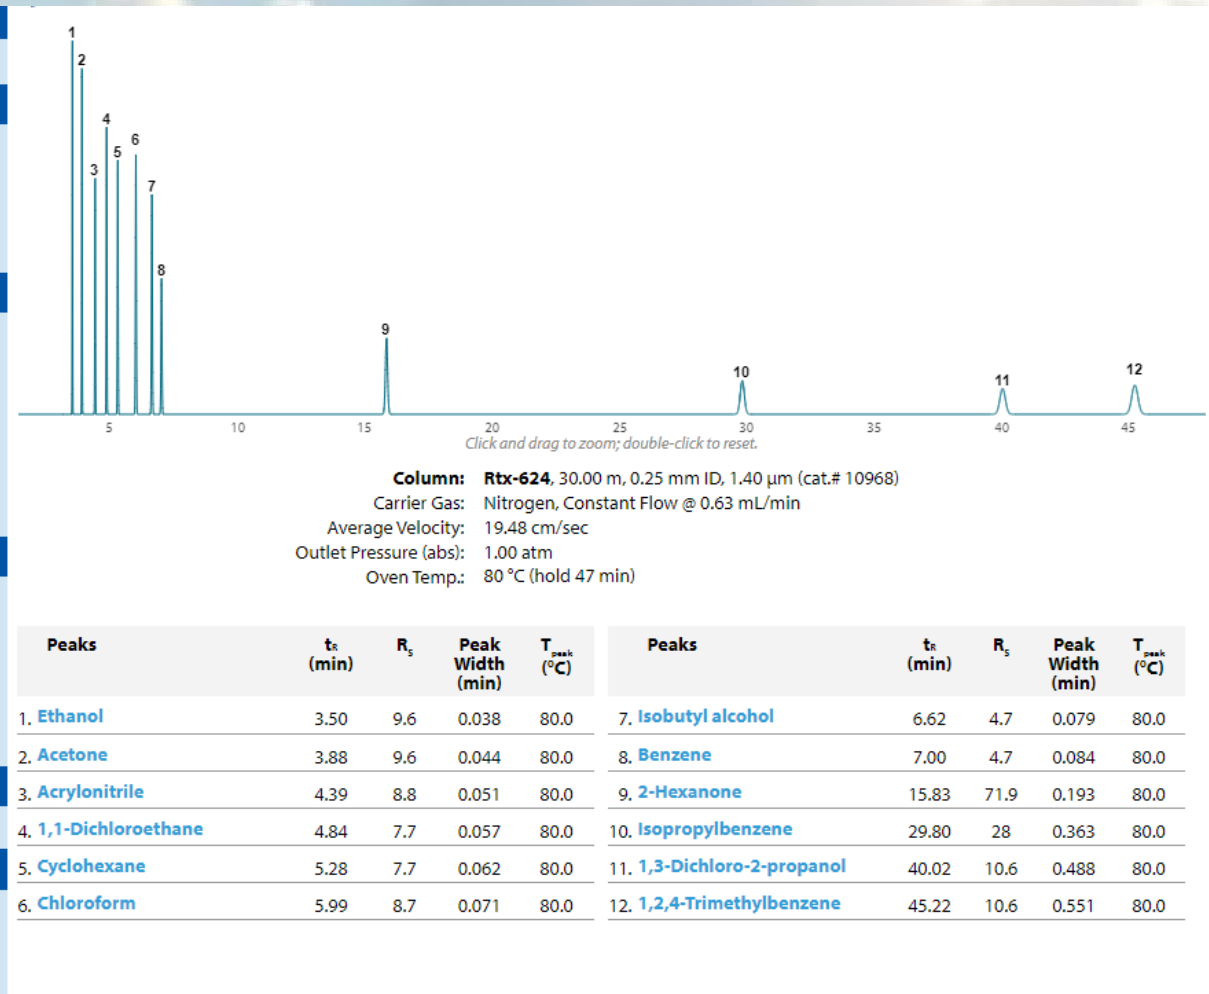 1
2
3
4
5
6
7
8
9
10
11
12
5 10 15 20 25 30 35 40 45
Click and drag to zoom; double-click to reset.
Column: Rtx-624, 30.00 m, 0.25 mm ID, 1.40 µm (cat.# 10968)
Carrier Gas: Nitrogen, Constant Flow @ 0.63 mL/min
Average Velocity: 19.48 cm/sec
Outlet Pressure (abs): 1.00 atm
Oven Temp.: 80 °C (hold 47 min)
Peaks tR (min) Rs Peak Width (min) Tpeak (°C)
1. Ethanol 3.50 9.6 0.038 80.0
2. Acetone 3.88 9.6 0.044 80.0
3. Acrylonitrile 4.39 8.8 0.051 80.0
4. 1,1-Dichloroethane 4.84 7.7 0.057 80.0
5. Cyclohexane 5.28 7.7 0.062 80.0
6. Chloroform 5.99 8.7 0.071 80.0
Peaks tR (min) Rs Peak Width (min) Tpeak (°C)
7. Isobutyl alcohol 6.62 4.7 0.079 80.0
8. Benzene 7.00 4.7 0.084 80.0
9. 2-Hexanone 15.83 71.9 0.193 80.0
10. Isopropylbenzene 29.80 28 0.363 80.0
11. 1,3-Dichloro-2-propanol 40.02 10.6 0.488 80.0
12. 1,2,4-Trimethylbenzene 45.22 10.6 0.551 80.0